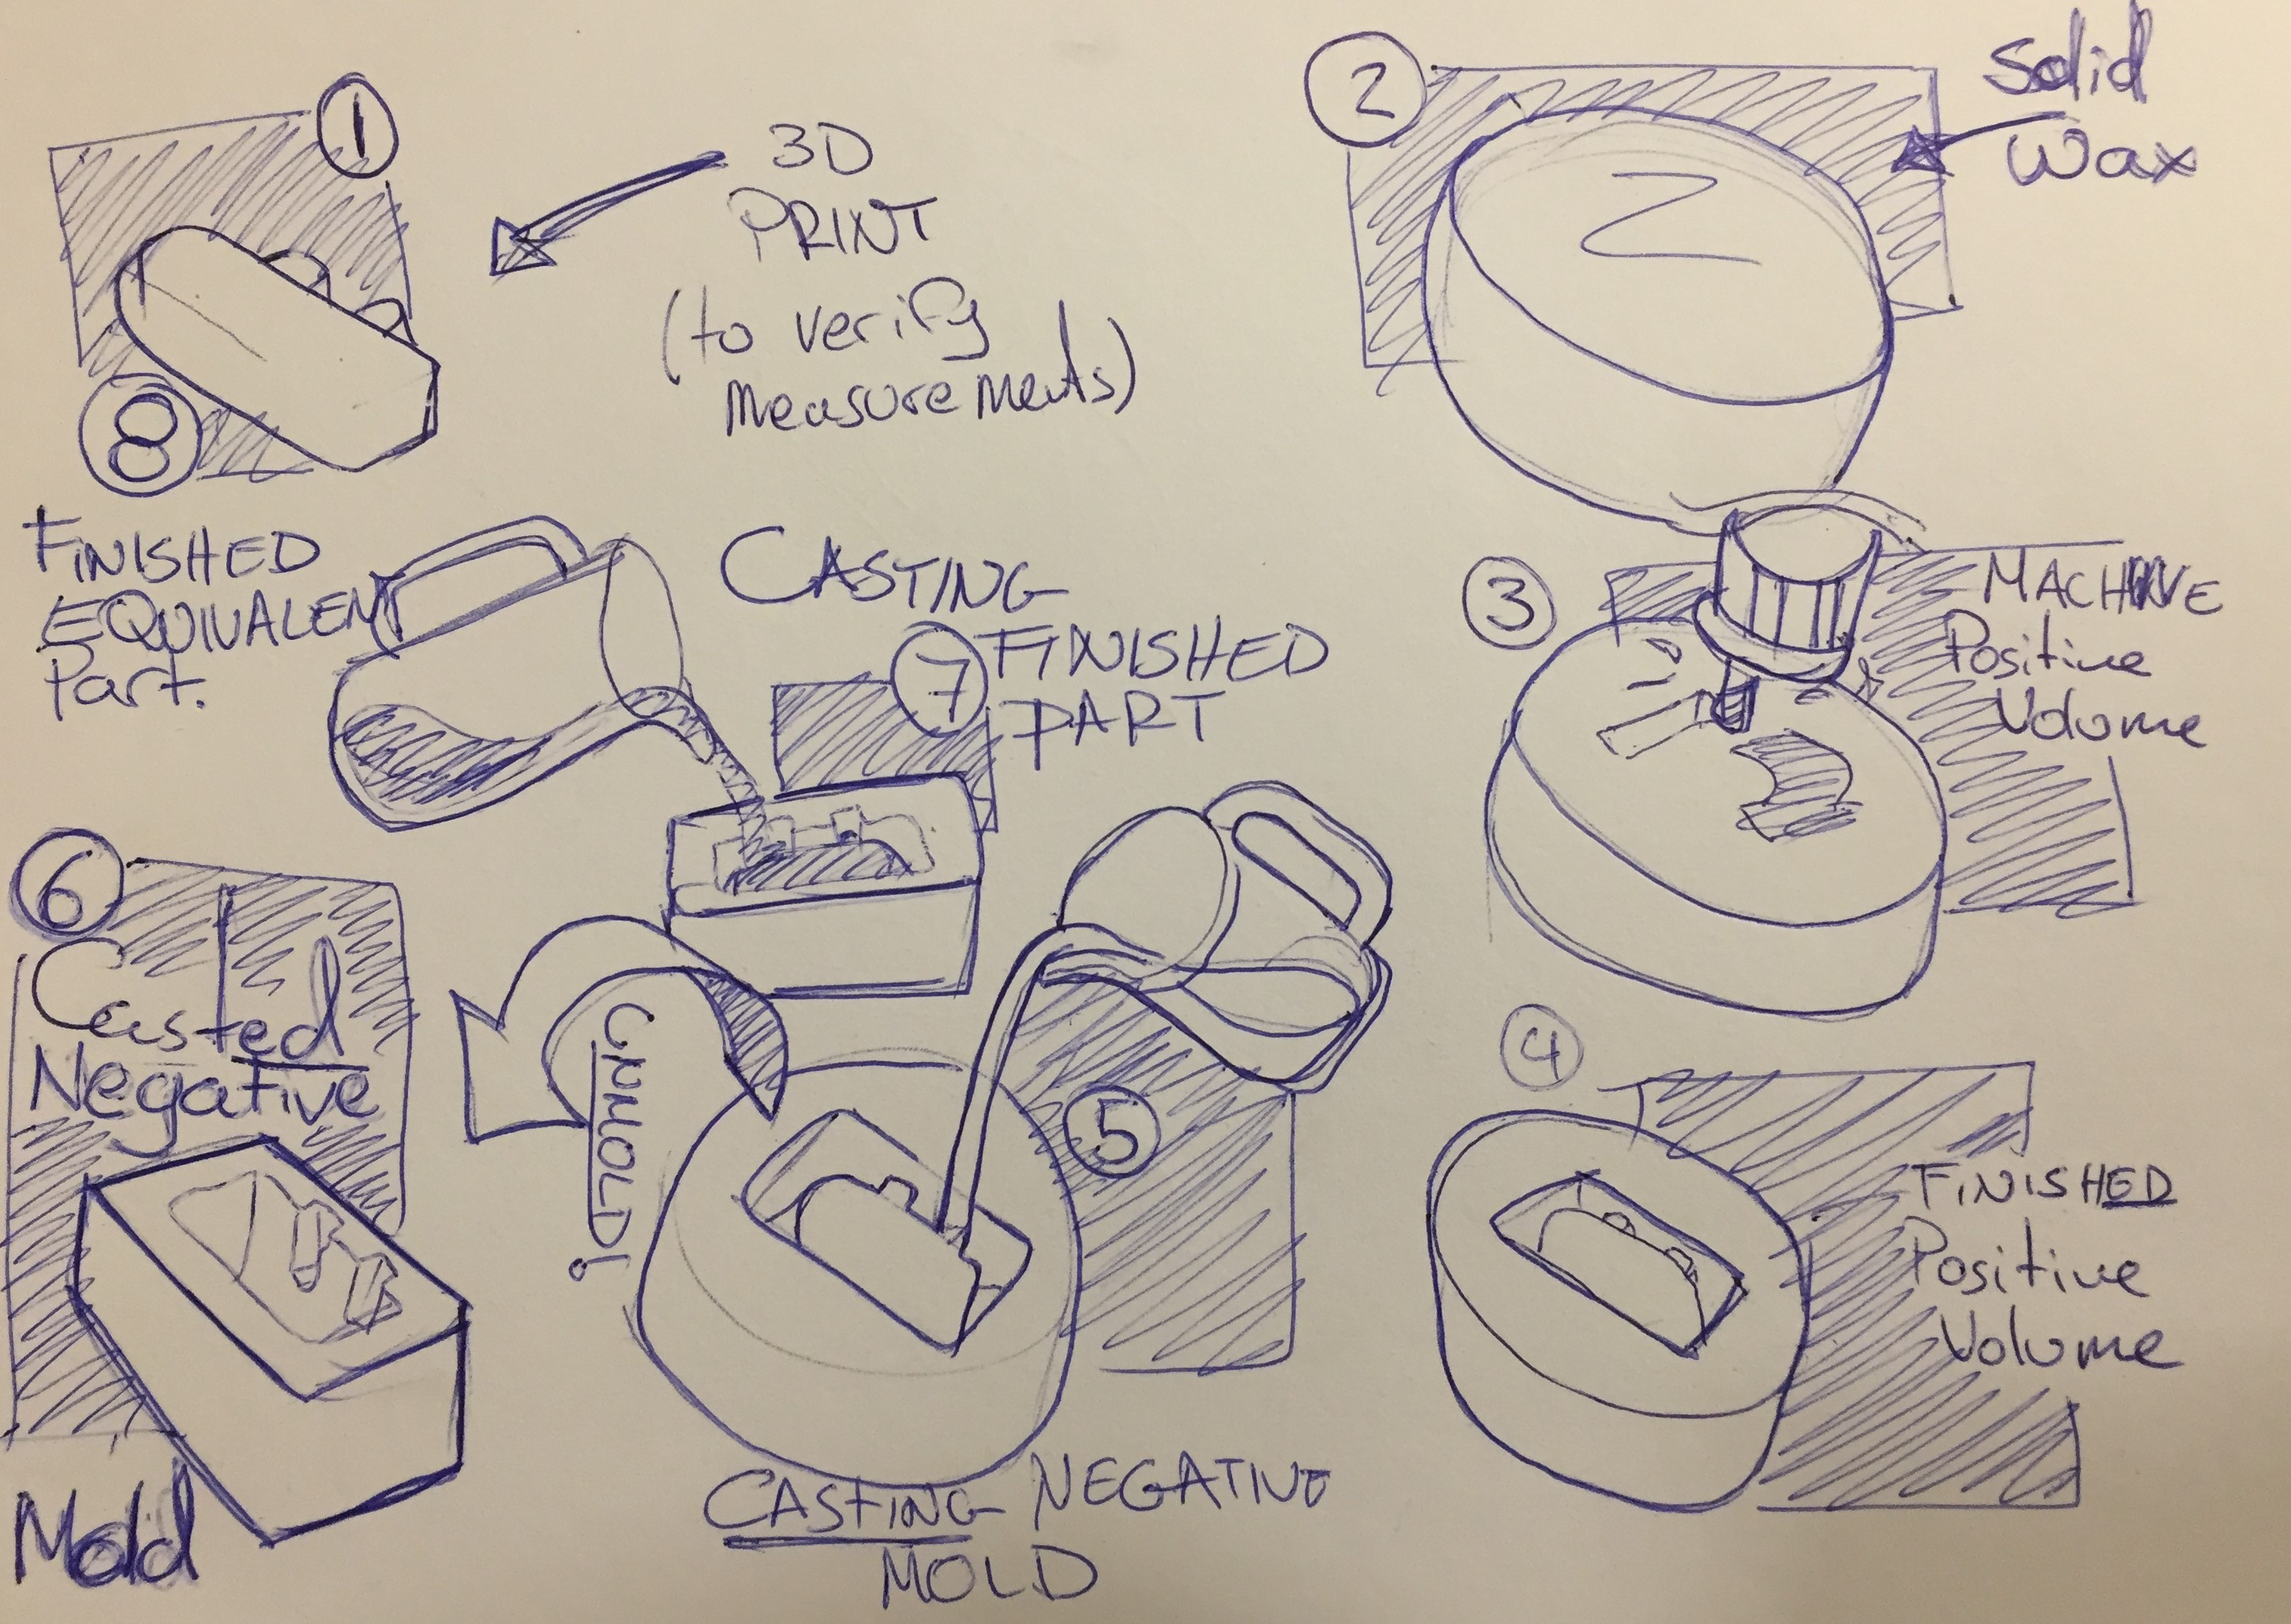 1
3D
PRINT
(to verify
measurements)
2
Solid
Wax
3
MACHINE
Positive
Volume
4
FINISHED
Positive
Volume
5
CASTING NEGATIVE
MOLD
UNMOLD!
6
Casted
Negative
Mold
7
CASTING
FINISHED
PART
8
FINISHED
EQUIVALENT
Part.